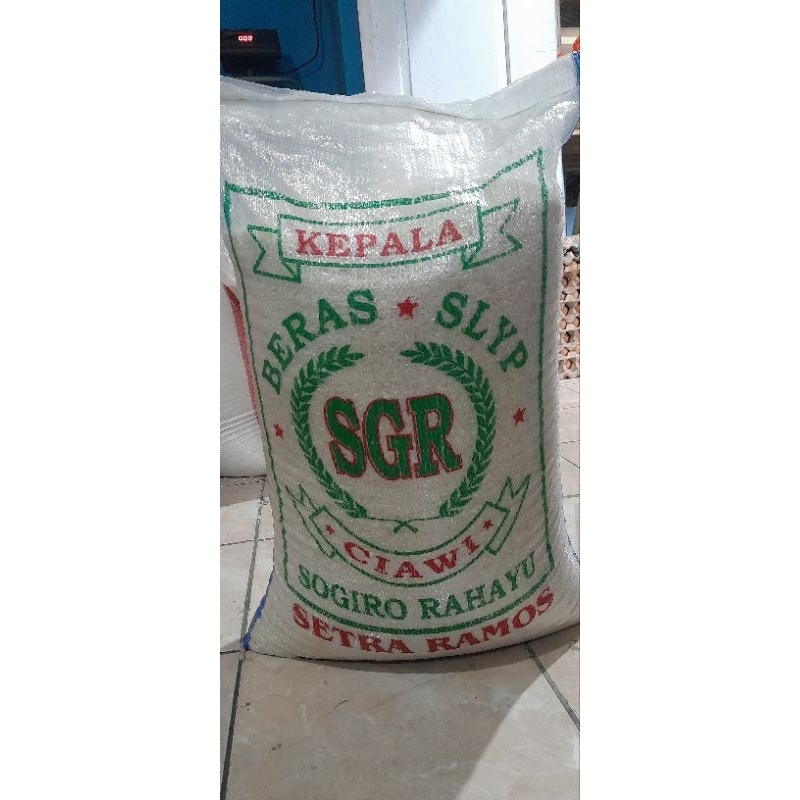 KEPALA
BERAS ★ SLYP
SGR
CIAWI
SOGIRO RAHAYU
SETRA RAMOS